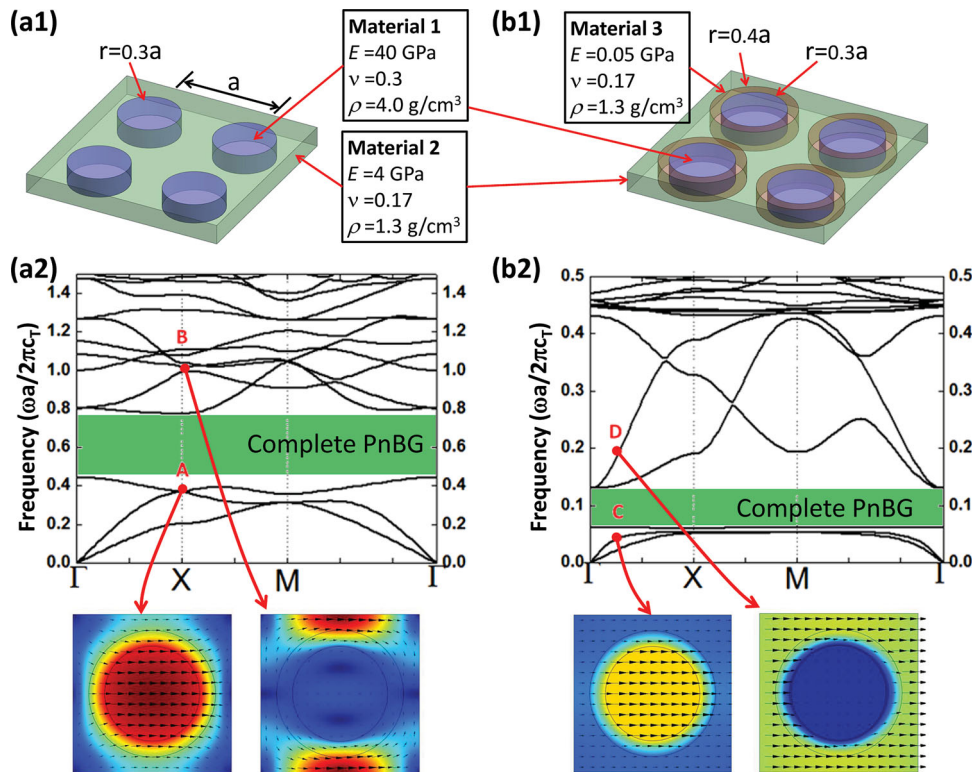 (a1)
r=0.3a
a
Material 1
E =40 GPa
ν =0.3
ρ =4.0 g/cm³
Material 2
E =4 GPa
ν =0.17
ρ =1.3 g/cm³
(b1)
Material 3
E =0.05 GPa
ν =0.17
ρ =1.3 g/cm³
r=0.4a
r=0.3a
(a2)
Frequency (ωa/2πc_T)
1.4
1.2
1.0
0.8
0.6
0.4
0.2
0.0
B
Complete PnBG
A
1.4
1.2
1.0
0.8
0.6
0.4
0.2
0.0
Γ X M Γ
(b2)
Frequency (ωa/2πc_T)
0.5
0.4
0.3
0.2
0.1
0.0
D
Complete PnBG
C
0.5
0.4
0.3
0.2
0.1
0.0
Γ X M Γ